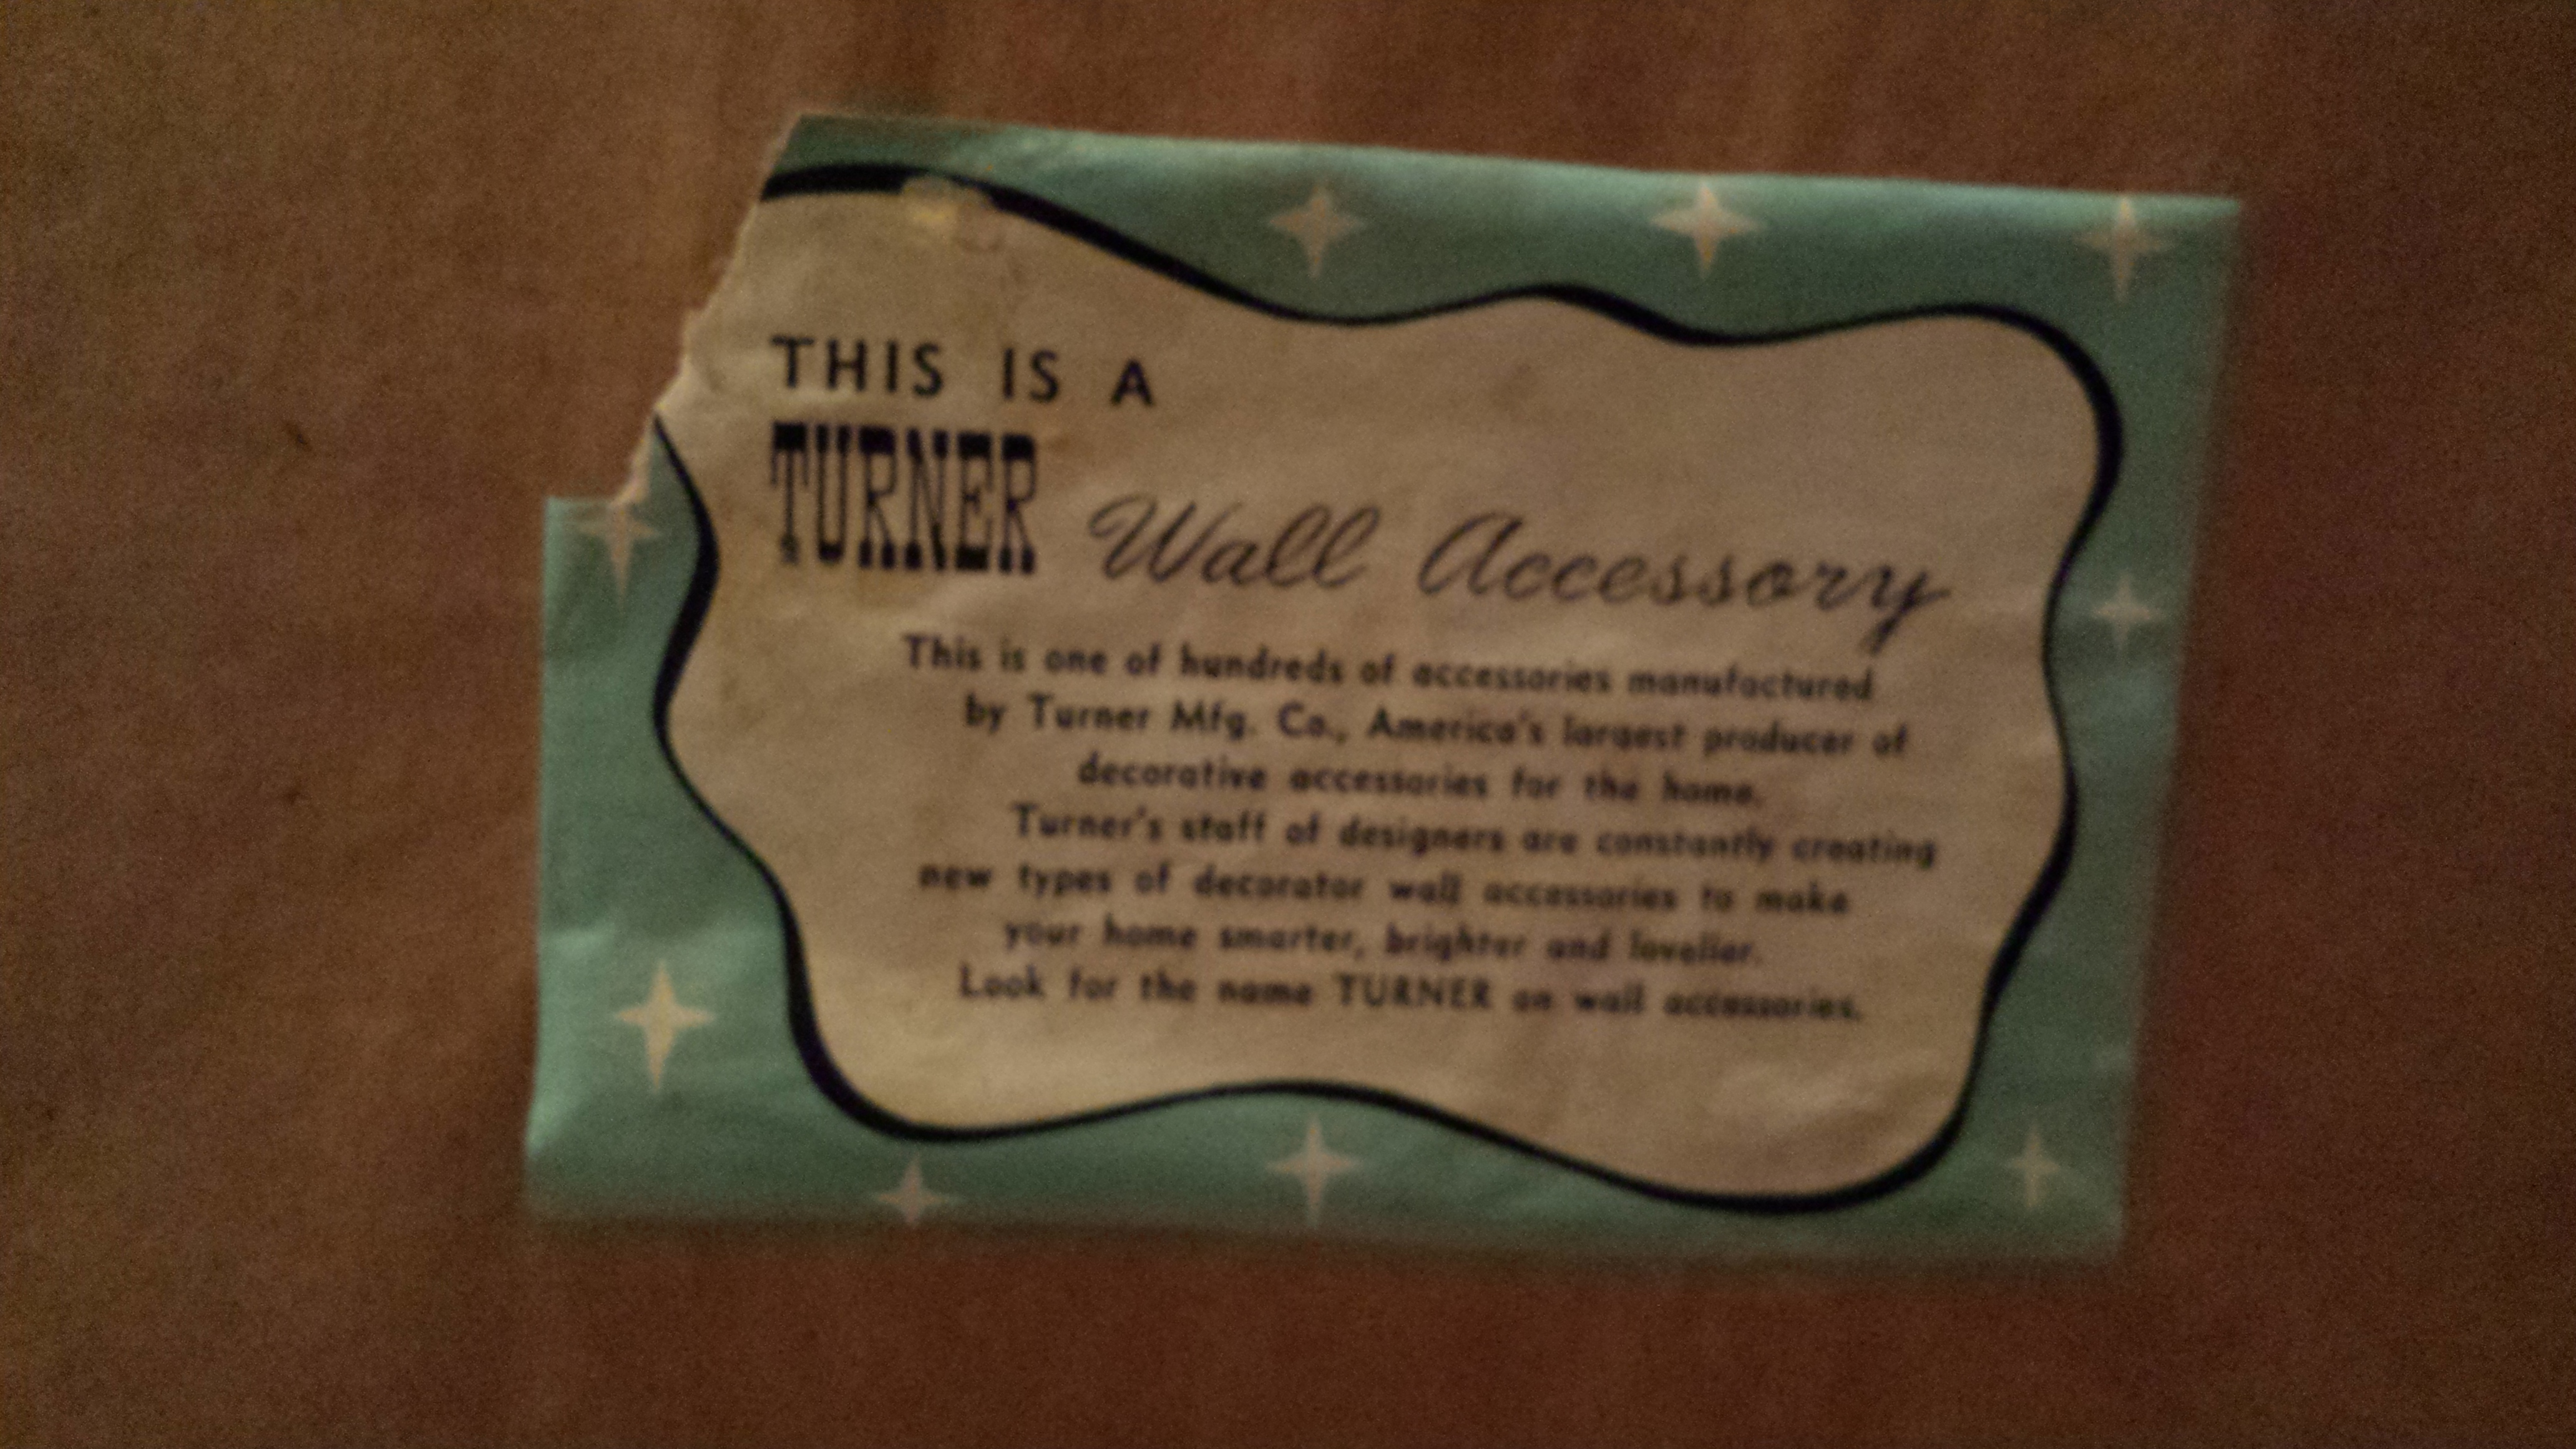 THIS IS A
TURNER Wall Accessory
This is one of hundreds of accessories manufactured
by Turner Mfg. Co., America's largest producer of
decorative accessories for the home.
Turner's staff of designers are constantly creating
new types of decorator wall accessories to make
your home smarter, brighter and lovelier.
Look for the name TURNER on wall accessories.